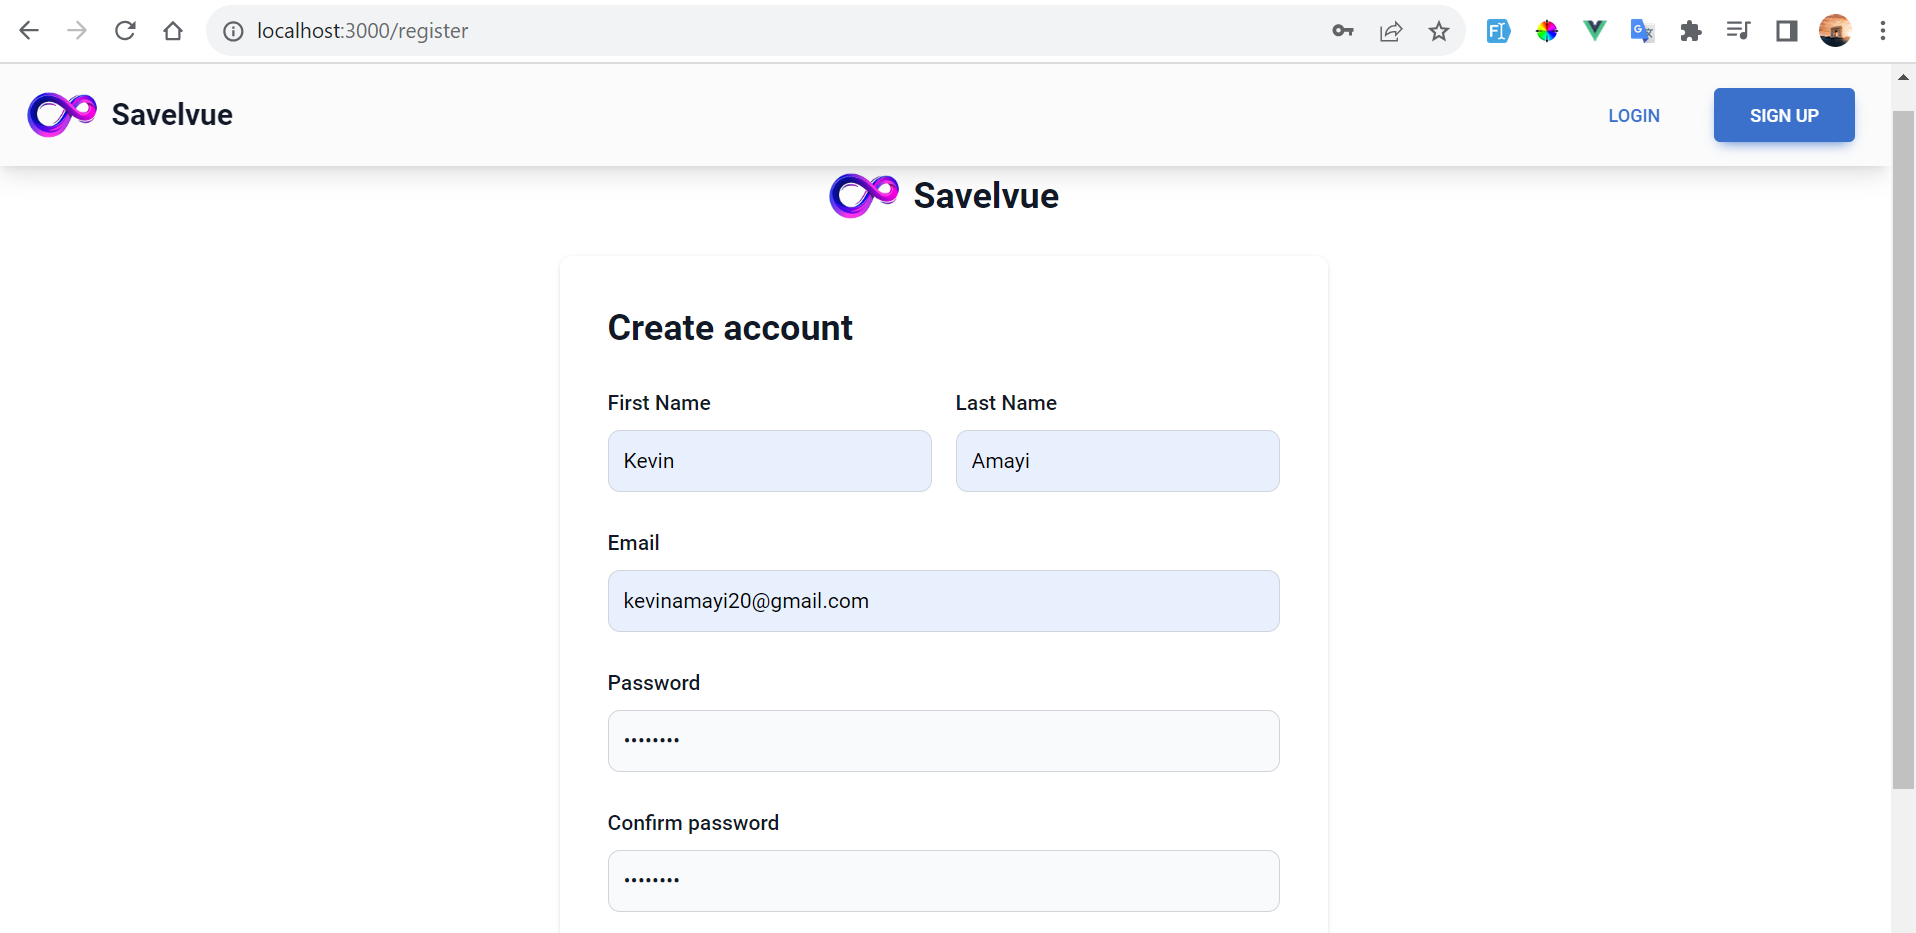 localhost:3000/register
Savelvue
LOGIN
SIGN UP
Savelvue
Create account
First Name
Last Name
Kevin
Amayi
Email
kevinamayi20@gmail.com
Password
••••••••
Confirm password
••••••••